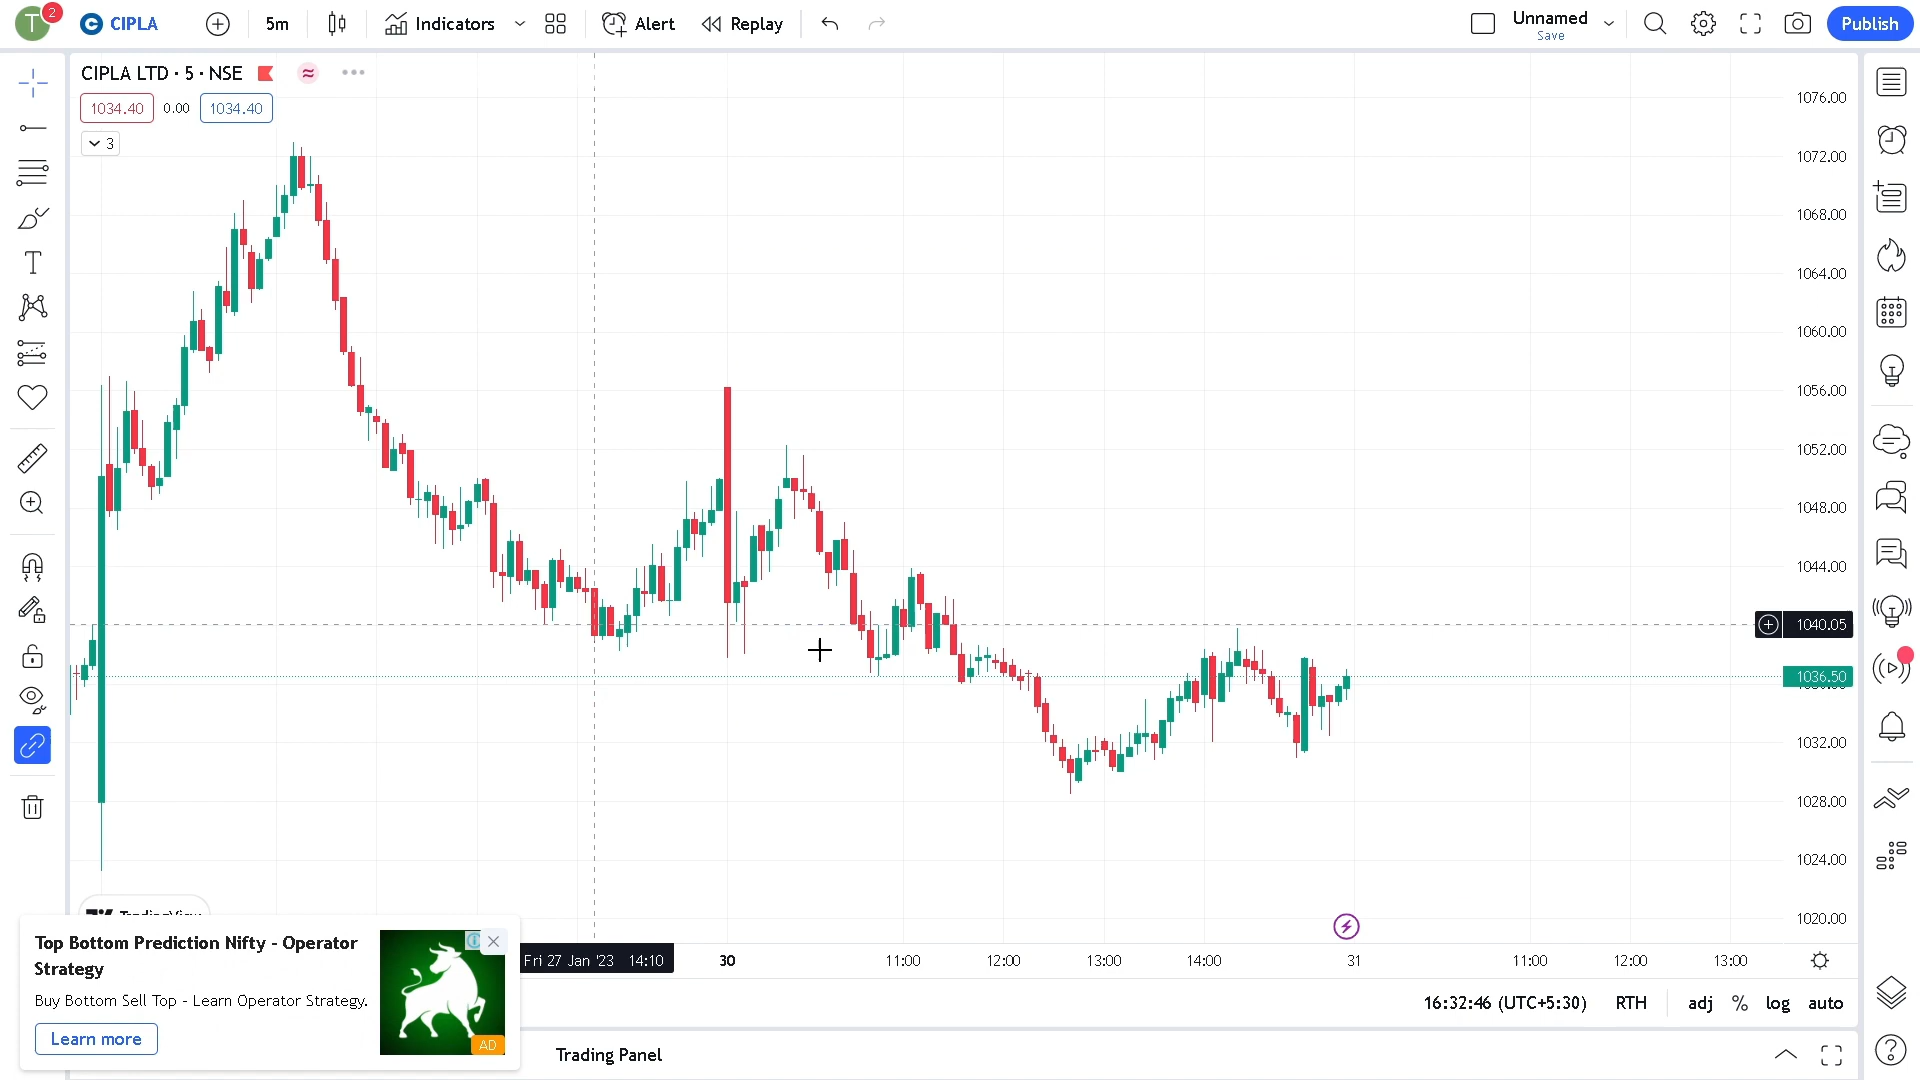 T 2 CIPLA 5m Indicators Alert Replay Unnamed Save Publish
CIPLA LTD · 5 · NSE
1034.40 0.00 1034.40
3
1076.00
1072.00
1068.00
1064.00
1060.00
1056.00
1052.00
1048.00
1044.00
1040.05
1036.50
1032.00
1028.00
1024.00
1020.00
TradingView
Fri 27 Jan '23 14:10 30 11:00 12:00 13:00 14:00 31 11:00 12:00 13:00
Top Bottom Prediction Nifty - Operator
Strategy
Buy Bottom Sell Top - Learn Operator Strategy.
Learn more
AD
16:32:46 (UTC+5:30) RTH adj % log auto
Trading Panel